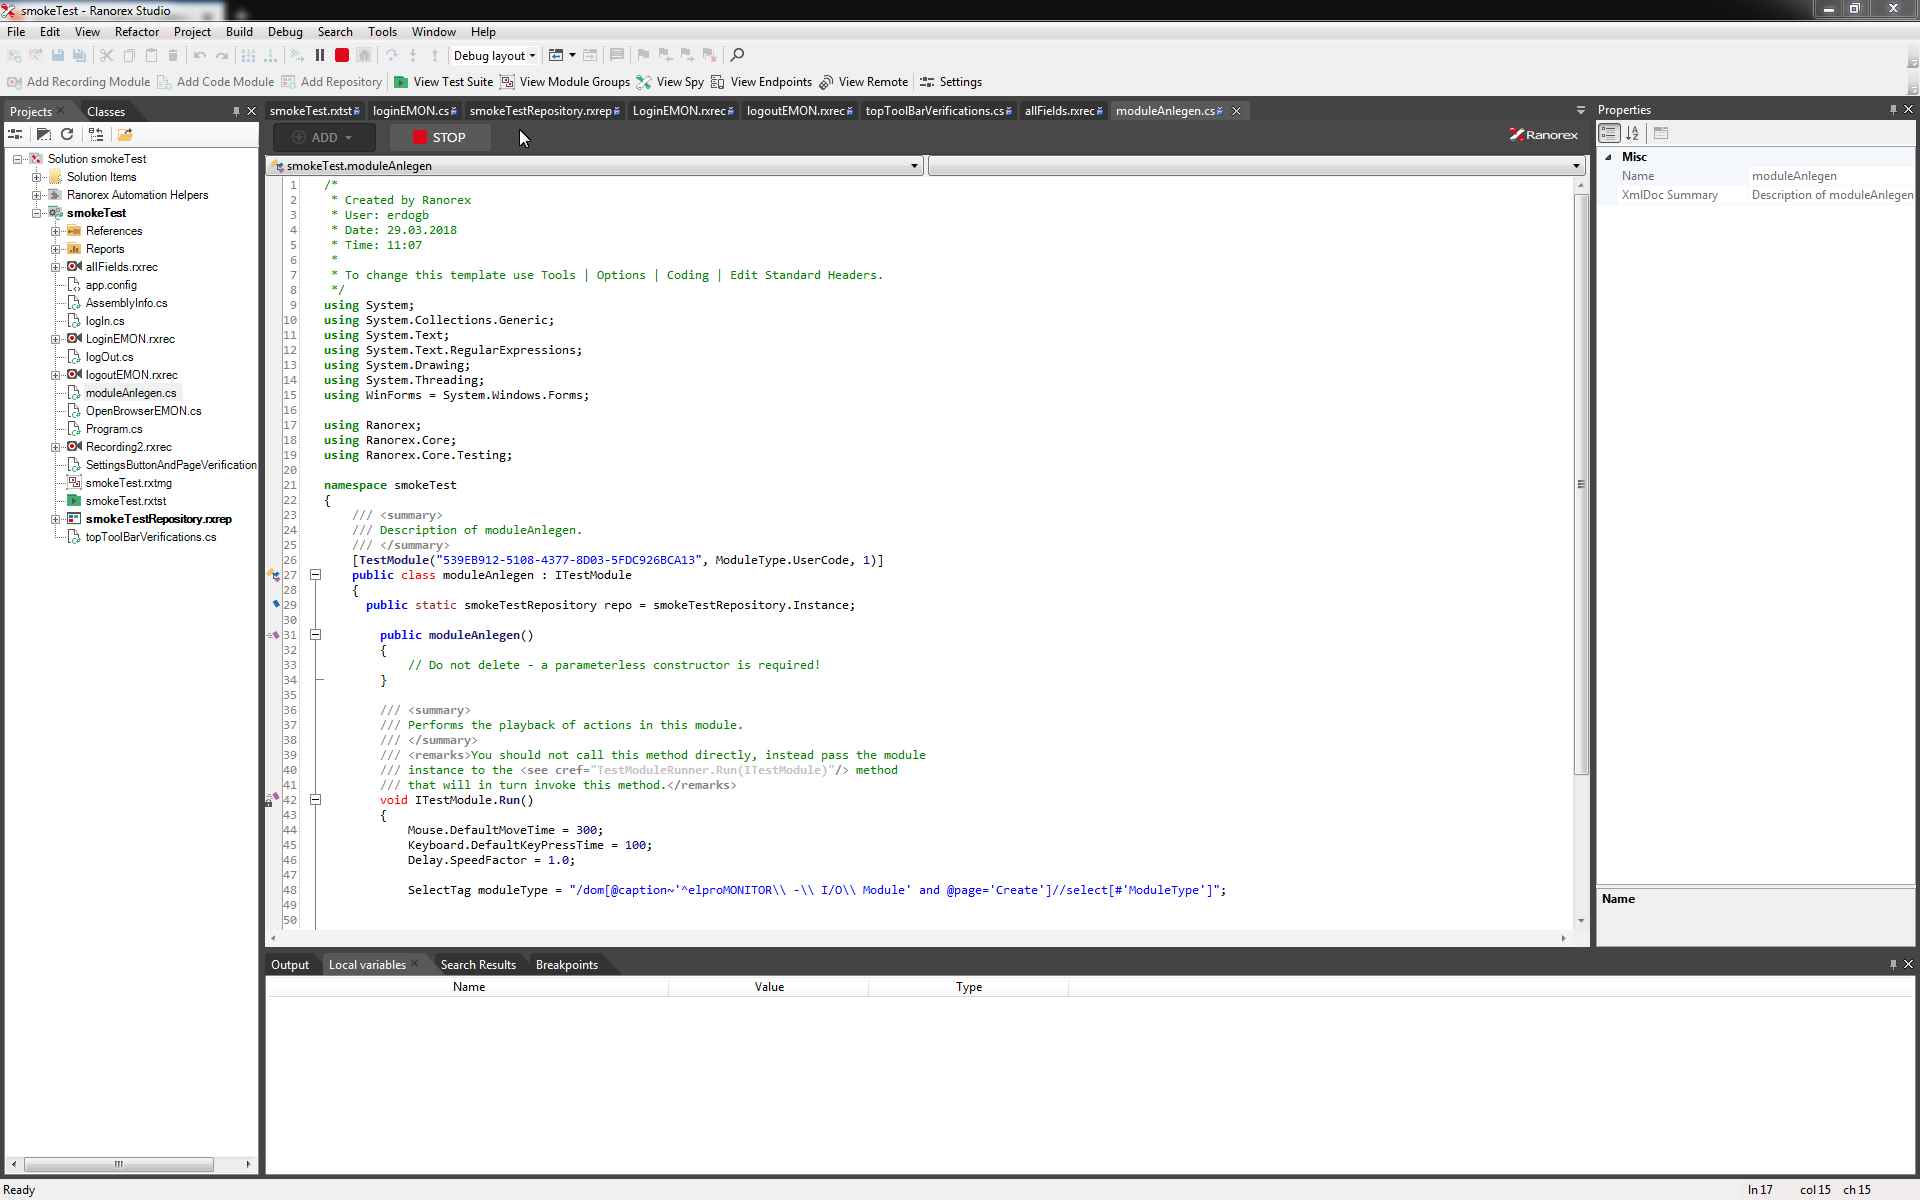 smokeTest - Ranorex Studio
File Edit View Refactor Project Build Debug Search Tools Window Help
Debug layout
Add Recording Module Add Code Module Add Repository View Test Suite View Module Groups View Spy View Endpoints View Remote Settings
Projects Classes
smokeTest.rxtst loginEMON.cs smokeTestRepository.rxrep LoginEMON.rxrec logoutEMON.rxrec topToolBarVerifications.cs allFields.rxrec moduleAnlegen.cs
Properties
ADD STOP
Ranorex
smokeTest.moduleAnlegen
Solution smokeTest
Solution Items
Ranorex Automation Helpers
smokeTest
References
Reports
allFields.rxrec
app.config
AssemblyInfo.cs
logIn.cs
LoginEMON.rxrec
logOut.cs
logoutEMON.rxrec
moduleAnlegen.cs
OpenBrowserEMON.cs
Program.cs
Recording2.rxrec
SettingsButtonAndPageVerification
smokeTest.rxtmg
smokeTest.rxtst
smokeTestRepository.rxrep
topToolBarVerifications.cs
1 /*
2 * Created by Ranorex
3 * User: erdogb
4 * Date: 29.03.2018
5 * Time: 11:07
6 *
7 * To change this template use Tools | Options | Coding | Edit Standard Headers.
8 */
9 using System;
10 using System.Collections.Generic;
11 using System.Text;
12 using System.Text.RegularExpressions;
13 using System.Drawing;
14 using System.Threading;
15 using WinForms = System.Windows.Forms;
16
17 using Ranorex;
18 using Ranorex.Core;
19 using Ranorex.Core.Testing;
20
21 namespace smokeTest
22 {
23 /// <summary>
24 /// Description of moduleAnlegen.
25 /// </summary>
26 [TestModule("539EB912-5108-4377-8D03-5FDC926BCA13", ModuleType.UserCode, 1)]
27 public class moduleAnlegen : ITestModule
28 {
29 public static smokeTestRepository repo = smokeTestRepository.Instance;
30
31 public moduleAnlegen()
32 {
33 // Do not delete - a parameterless constructor is required!
34 }
35
36 /// <summary>
37 /// Performs the playback of actions in this module.
38 /// </summary>
39 /// <remarks>You should not call this method directly, instead pass the module
40 /// instance to the <see cref="TestModuleRunner.Run(ITestModule)"/> method
41 /// that will in turn invoke this method.</remarks>
42 void ITestModule.Run()
43 {
44 Mouse.DefaultMoveTime = 300;
45 Keyboard.DefaultKeyPressTime = 100;
46 Delay.SpeedFactor = 1.0;
47
48 SelectTag moduleType = "/dom[@caption~'^elproMONITOR\\ -\\ I/O\\ Module' and @page='Create']//select[#'ModuleType']";
49
50
Misc
Name moduleAnlegen
XmlDoc Summary Description of moduleAnlegen
Name
Output Local variables Search Results Breakpoints
Name Value Type
Ready
ln 17 col 15 ch 15